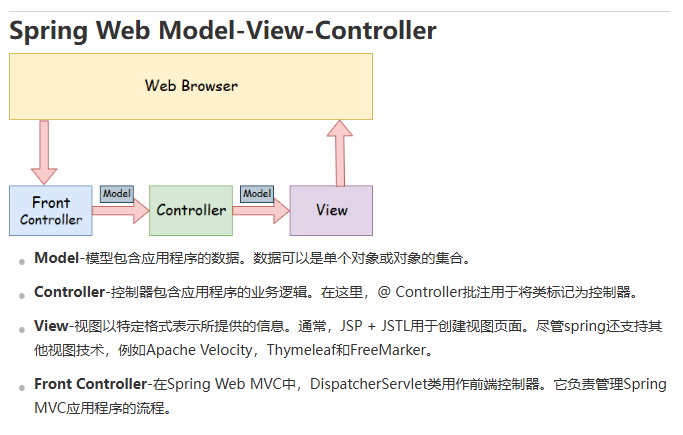 Spring Web Model-View-Controller
Web Browser
Front
Controller
Model
Controller
Model
View
Model-模型包含应用程序的数据。数据可以是单个对象或对象的集合。
Controller-控制器包含应用程序的业务逻辑。在这里，@ Controller批注用于将类标记为控制器。
View-视图以特定格式表示所提供的信息。通常，JSP + JSTL用于创建视图页面。尽管spring还支持其
他视图技术，例如Apache Velocity，Thymeleaf和FreeMarker。
Front Controller-在Spring Web MVC中，DispatcherServlet类用作前端控制器。它负责管理Spring
MVC应用程序的流程。